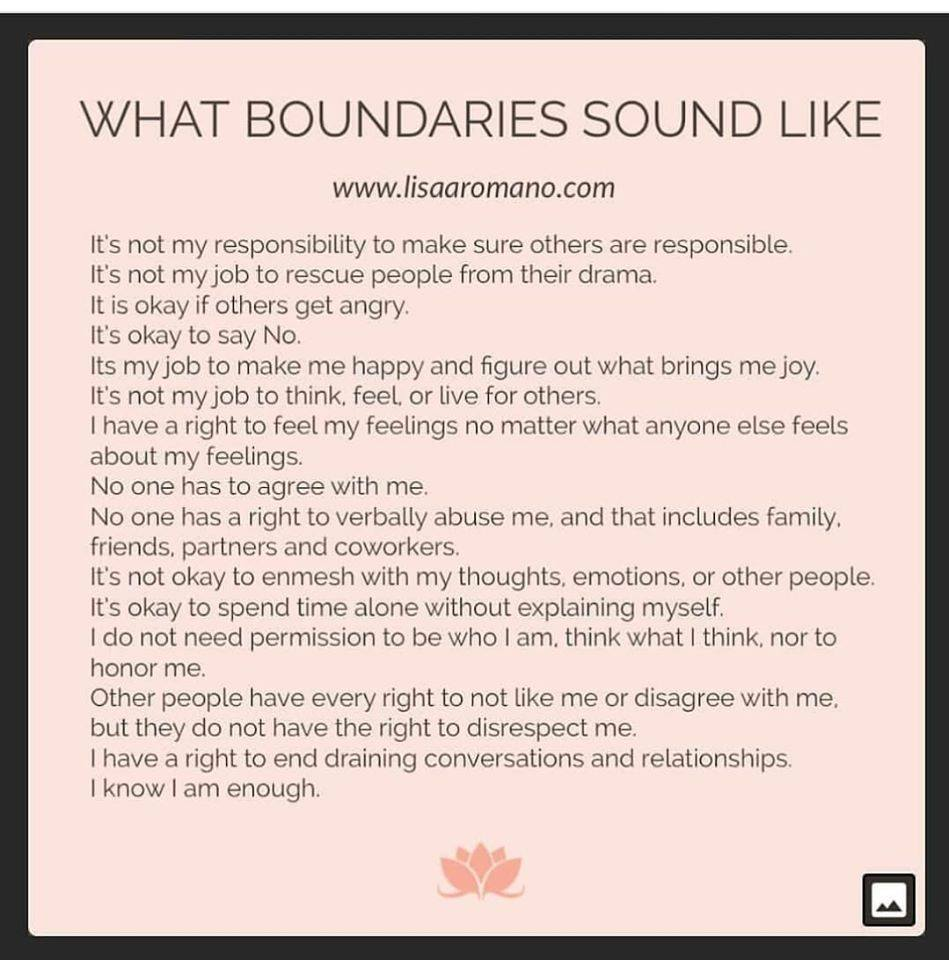 WHAT BOUNDARIES SOUND LIKE
www.lisaaromano.com
It's not my responsibility to make sure others are responsible.
It's not my job to rescue people from their drama.
It is okay if others get angry.
It's okay to say No.
Its my job to make me happy and figure out what brings me joy.
It's not my job to think, feel, or live for others.
I have a right to feel my feelings no matter what anyone else feels
about my feelings.
No one has to agree with me.
No one has a right to verbally abuse me, and that includes family,
friends, partners and coworkers.
It's not okay to enmesh with my thoughts, emotions, or other people.
It's okay to spend time alone without explaining myself.
I do not need permission to be who I am, think what I think, nor to
honor me.
Other people have every right to not like me or disagree with me,
but they do not have the right to disrespect me.
I have a right to end draining conversations and relationships.
I know I am enough.